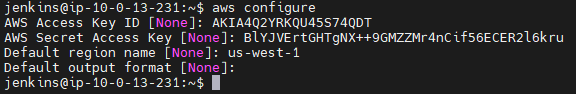 jenkins@ip-10-0-13-231:~$ aws configure
AWS Access Key ID [None]: AKIA4Q2YRKQU45S74QDT
AWS Secret Access Key [None]: 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
Default region name [None]: us-west-1
Default output format [None]:
jenkins@ip-10-0-13-231:~$